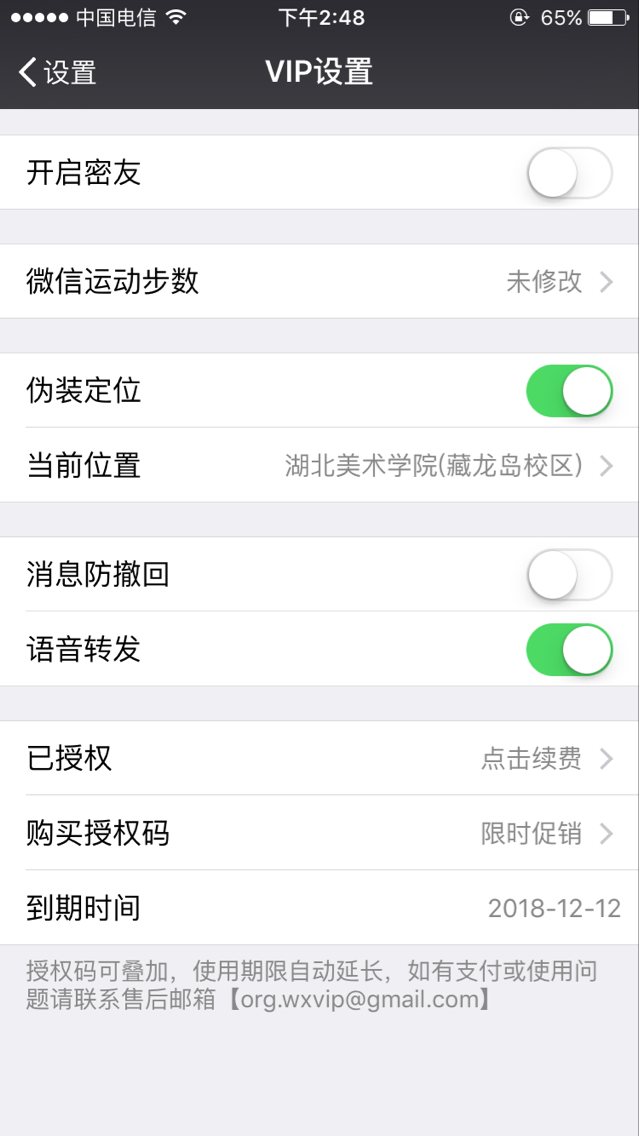 中国电信 下午2:48 65%
设置 VIP设置
开启密友
微信运动步数 未修改
伪装定位
当前位置 湖北美术学院(藏龙岛校区)
消息防撤回
语音转发
已授权 点击续费
购买授权码 限时促销
到期时间 2018-12-12
授权码可叠加，使用期限自动延长，如有支付或使用问
题请联系售后邮箱【org.wxvip@gmail.com】